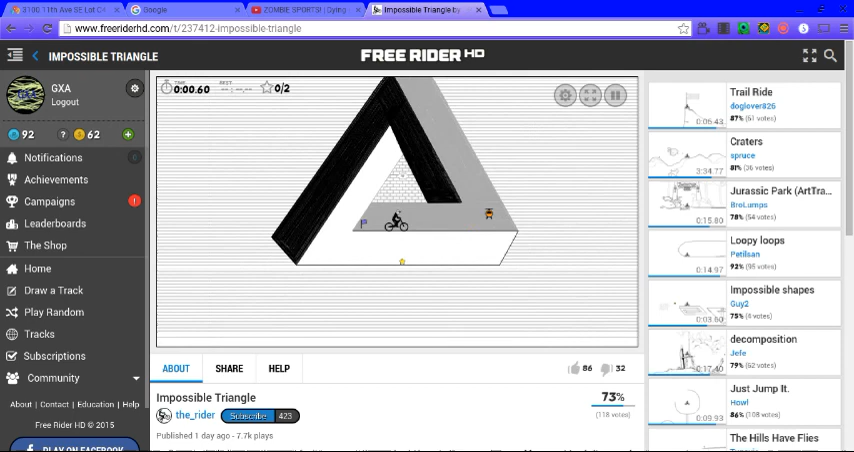 3100 11th Ave SE Lot C
Google
ZOMBIE SPORTS! | Dying
Impossible Triangle by
www.freeriderhd.com/t/237412-impossible-triangle
IMPOSSIBLE TRIANGLE
FREE RIDER HD
GXA
Logout
92
? 62
Notifications
Achievements
Campaigns
Leaderboards
The Shop
Home
Draw a Track
Play Random
Tracks
Subscriptions
Community
About | Contact | Education | Help
Free Rider HD © 2015
PLAY ON FACEBOOK
TIME
0:00.60
BEST
--:--.--
0/2
ABOUT
SHARE
HELP
86
32
Impossible Triangle
the_rider
Subscribe 423
Published 1 day ago - 7.7k plays
73%
(118 votes)
Trail Ride
doglover826
87% (61 votes)
0:06.43
Craters
spruce
81% (36 votes)
3:34.77
Jurassic Park (ArtTra...
BreLumps
78% (54 votes)
0:15.80
Loopy loops
Petilsan
92% (95 votes)
0:14.97
Impossible shapes
Guy2
75% (4 votes)
0:03.60
decomposition
Jefe
79% (62 votes)
0:17.40
Just Jump It.
Howl
86% (108 votes)
0:09.93
The Hills Have Flies